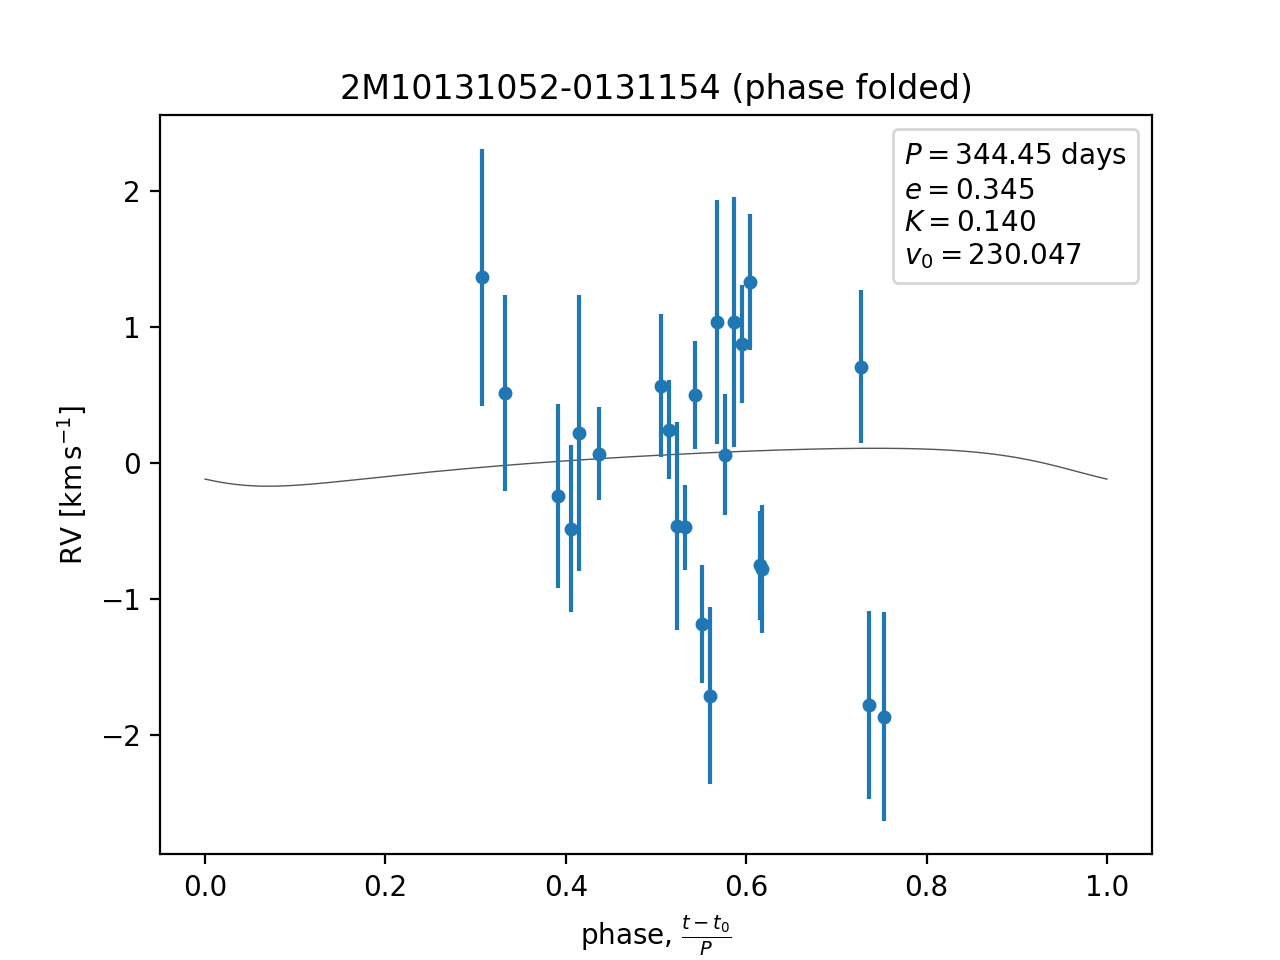 2M10131052-0131154 (phase folded)
P = 344.45 days
e = 0.345
K = 0.140
v₀ = 230.047
RV [km s⁻¹]
2
1
0
−1
−2
0.0 0.2 0.4 0.6 0.8 1.0
phase, (t − t₀)/P